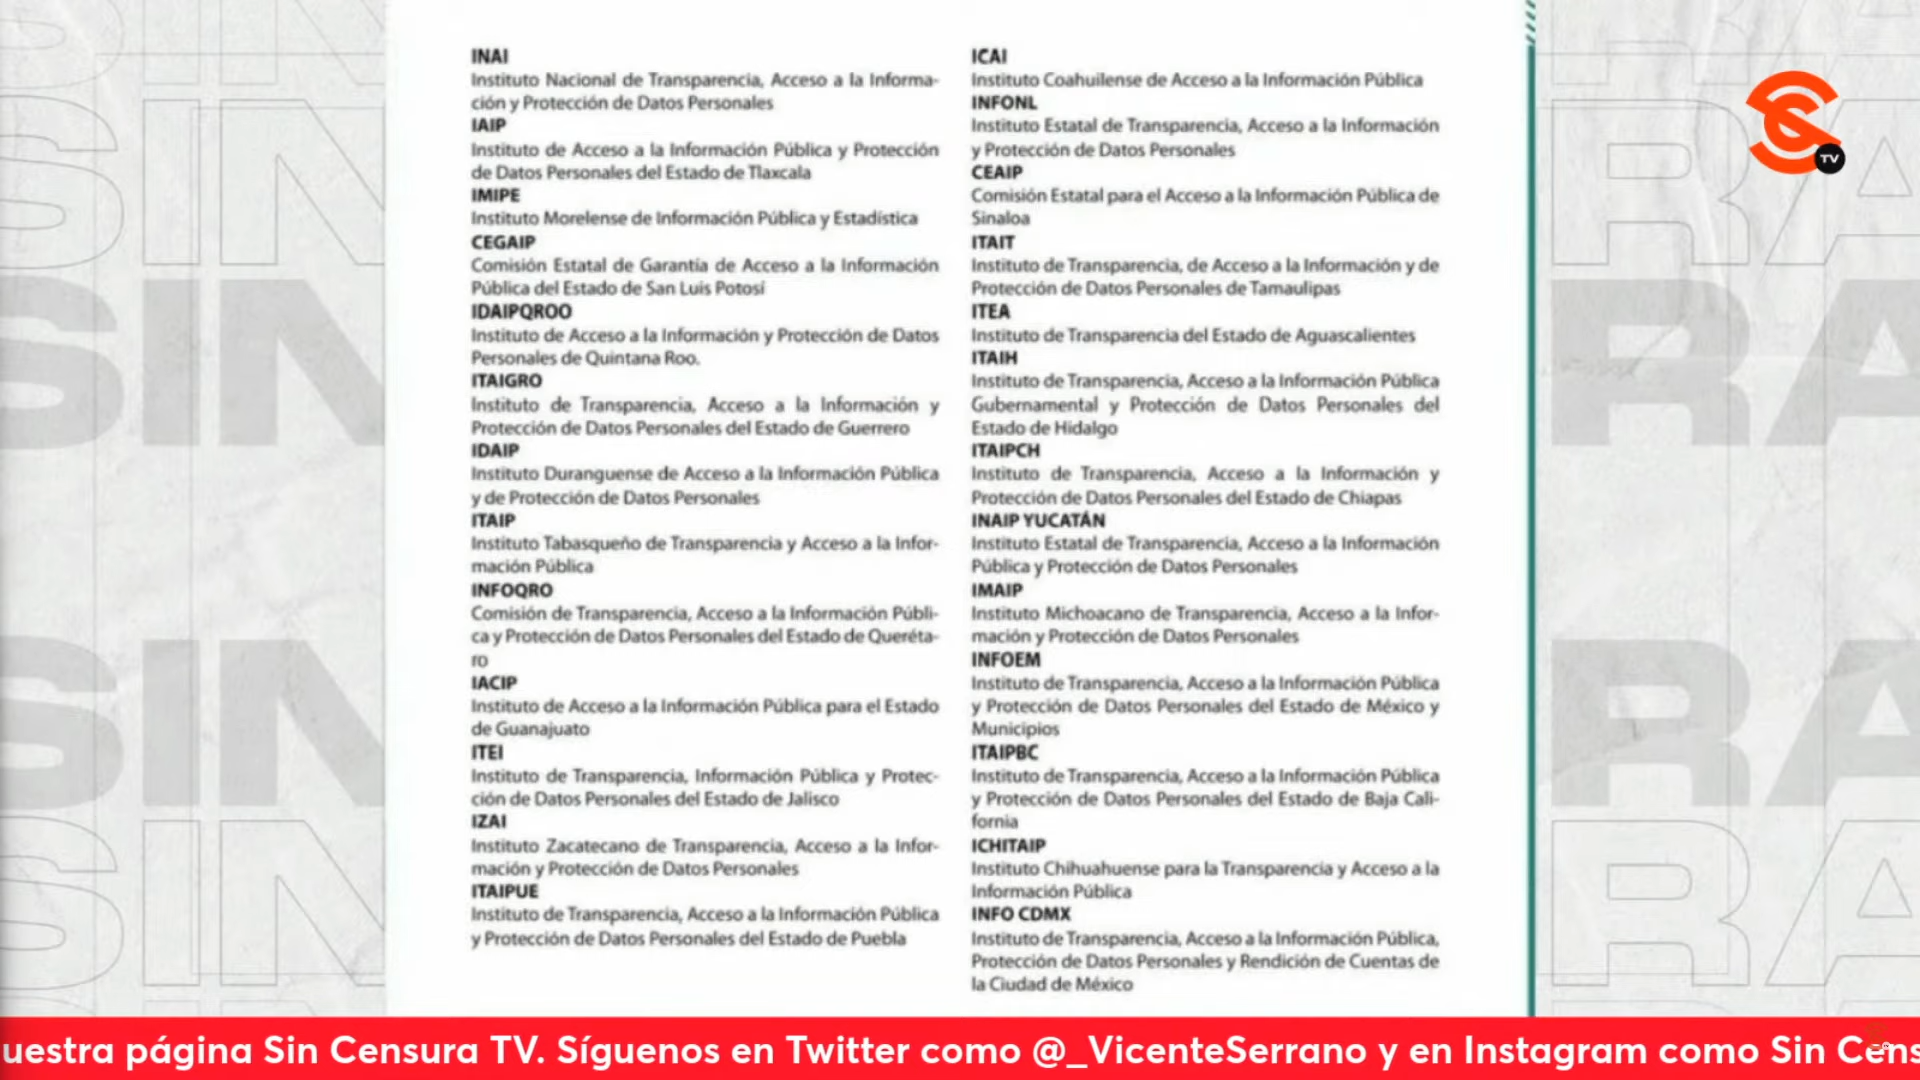 INAI
Instituto Nacional de Transparencia, Acceso a la Informa-
ción y Protección de Datos Personales
IAIP
Instituto de Acceso a la Información Pública y Protección
de Datos Personales del Estado de Tlaxcala
IMIPE
Instituto Morelense de Información Pública y Estadística
CEGAIP
Comisión Estatal de Garantía de Acceso a la Información
Pública del Estado de San Luis Potosí
IDAIPQROO
Instituto de Acceso a la Información y Protección de Datos
Personales de Quintana Roo.
ITAIGRO
Instituto de Transparencia, Acceso a la Información y
Protección de Datos Personales del Estado de Guerrero
IDAIP
Instituto Duranguense de Acceso a la Información Pública
y de Protección de Datos Personales
ITAIP
Instituto Tabasqueño de Transparencia y Acceso a la Infor-
mación Pública
INFOQRO
Comisión de Transparencia, Acceso a la Información Públi-
ca y Protección de Datos Personales del Estado de Queréta-
ro
IACIP
Instituto de Acceso a la Información Pública para el Estado
de Guanajuato
ITEI
Instituto de Transparencia, Información Pública y Protec-
ción de Datos Personales del Estado de Jalisco
IZAI
Instituto Zacatecano de Transparencia, Acceso a la Infor-
mación y Protección de Datos Personales
ITAIPUE
Instituto de Transparencia, Acceso a la Información Pública
y Protección de Datos Personales del Estado de Puebla
ICAI
Instituto Coahuilense de Acceso a la Información Pública
INFONL
Instituto Estatal de Transparencia, Acceso a la Información
y Protección de Datos Personales
CEAIP
Comisión Estatal para el Acceso a la Información Pública de
Sinaloa
ITAIT
Instituto de Transparencia, de Acceso a la Información y de
Protección de Datos Personales de Tamaulipas
ITEA
Instituto de Transparencia del Estado de Aguascalientes
ITAIH
Instituto de Transparencia, Acceso a la Información Pública
Gubernamental y Protección de Datos Personales del
Estado de Hidalgo
ITAIPCH
Instituto de Transparencia, Acceso a la Información y
Protección de Datos Personales del Estado de Chiapas
INAIP YUCATÁN
Instituto Estatal de Transparencia, Acceso a la Información
Pública y Protección de Datos Personales
IMAIP
Instituto Michoacano de Transparencia, Acceso a la Infor-
mación y Protección de Datos Personales
INFOEM
Instituto de Transparencia, Acceso a la Información Pública
y Protección de Datos Personales del Estado de México y
Municipios
ITAIPBC
Instituto de Transparencia, Acceso a la Información Pública
y Protección de Datos Personales del Estado de Baja Cali-
fornia
ICHITAIP
Instituto Chihuahuense para la Transparencia y Acceso a la
Información Pública
INFO CDMX
Instituto de Transparencia, Acceso a la Información Pública,
Protección de Datos Personales y Rendición de Cuentas de
la Ciudad de México
TV
SIN
SIN
SIN
SIN
RA
RA
RA
RA
uestra página Sin Censura TV. Síguenos en Twitter como @_VicenteSerrano y en Instagram como Sin Cens